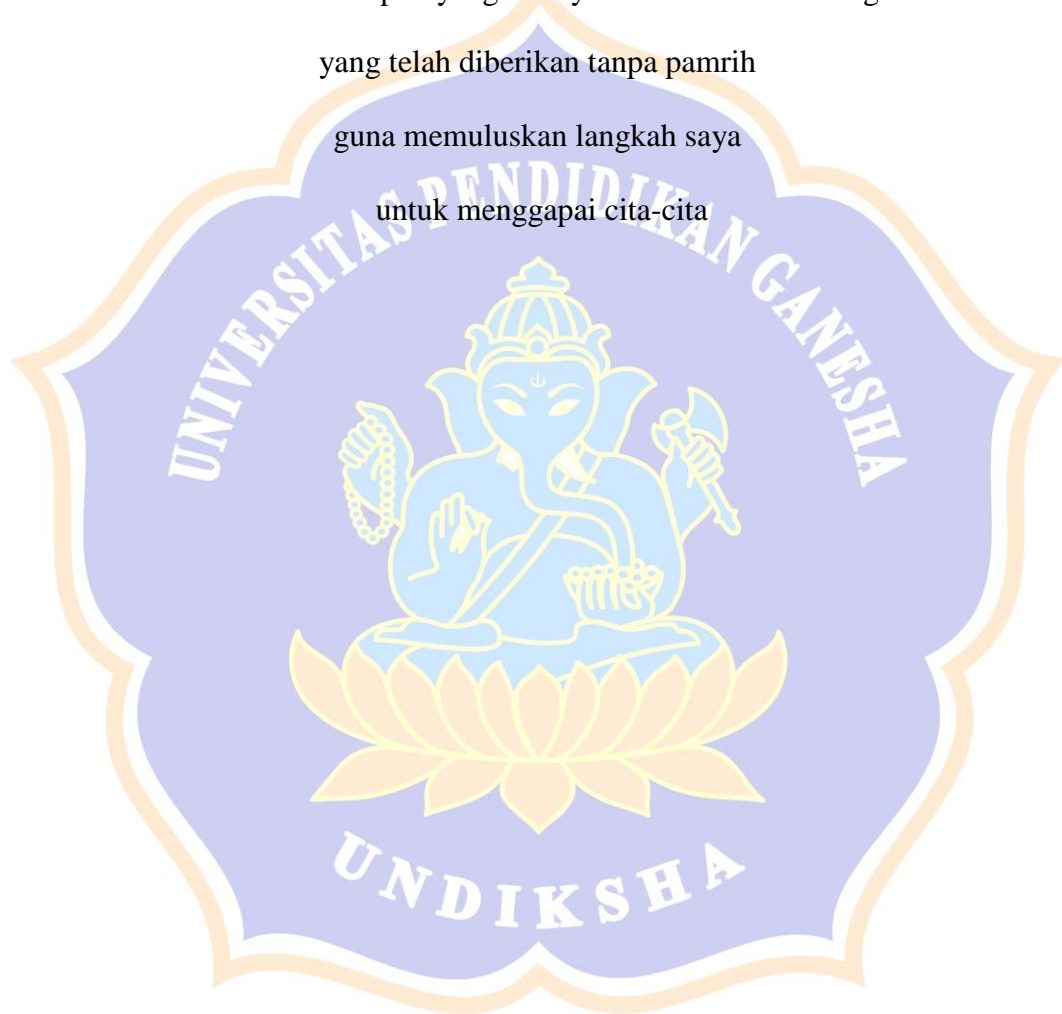 yang telah diberikan tanpa pamrih
guna memuluskan langkah saya
untuk menggapai cita-cita
UNIVERSITAS PENDIDIKAN GANESHA
UNDIKSHA